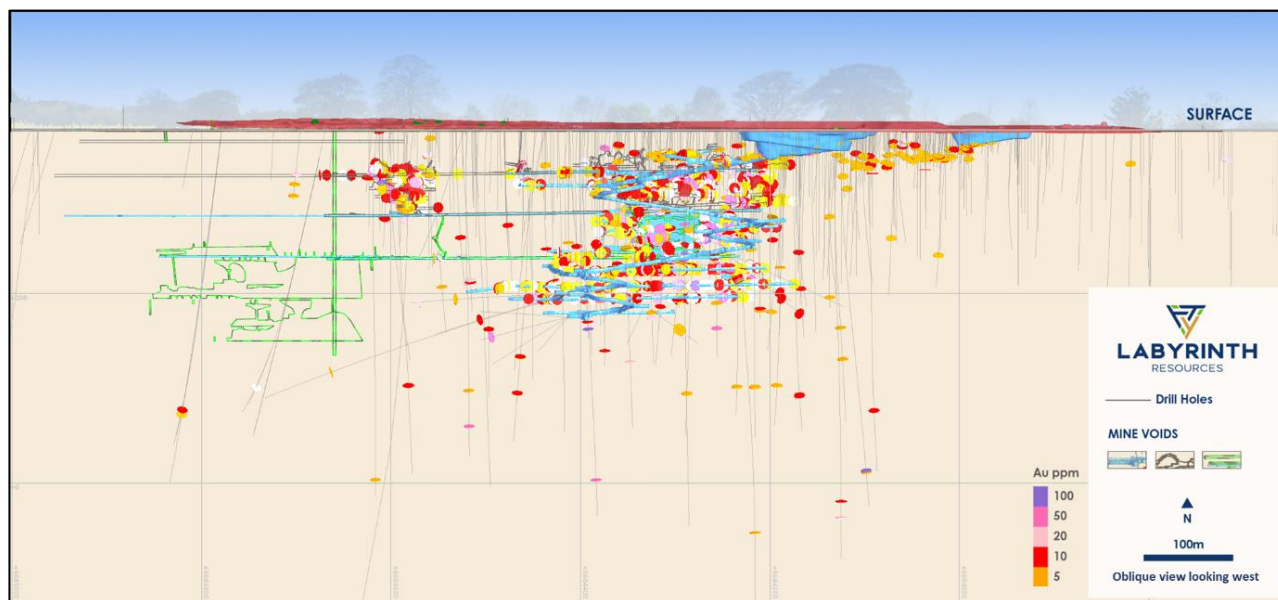 SURFACE
LABYRINTH
RESOURCES
Drill Holes
MINE VOIDS
Au ppm
100
50
20
10
5
N
100m
Oblique view looking west